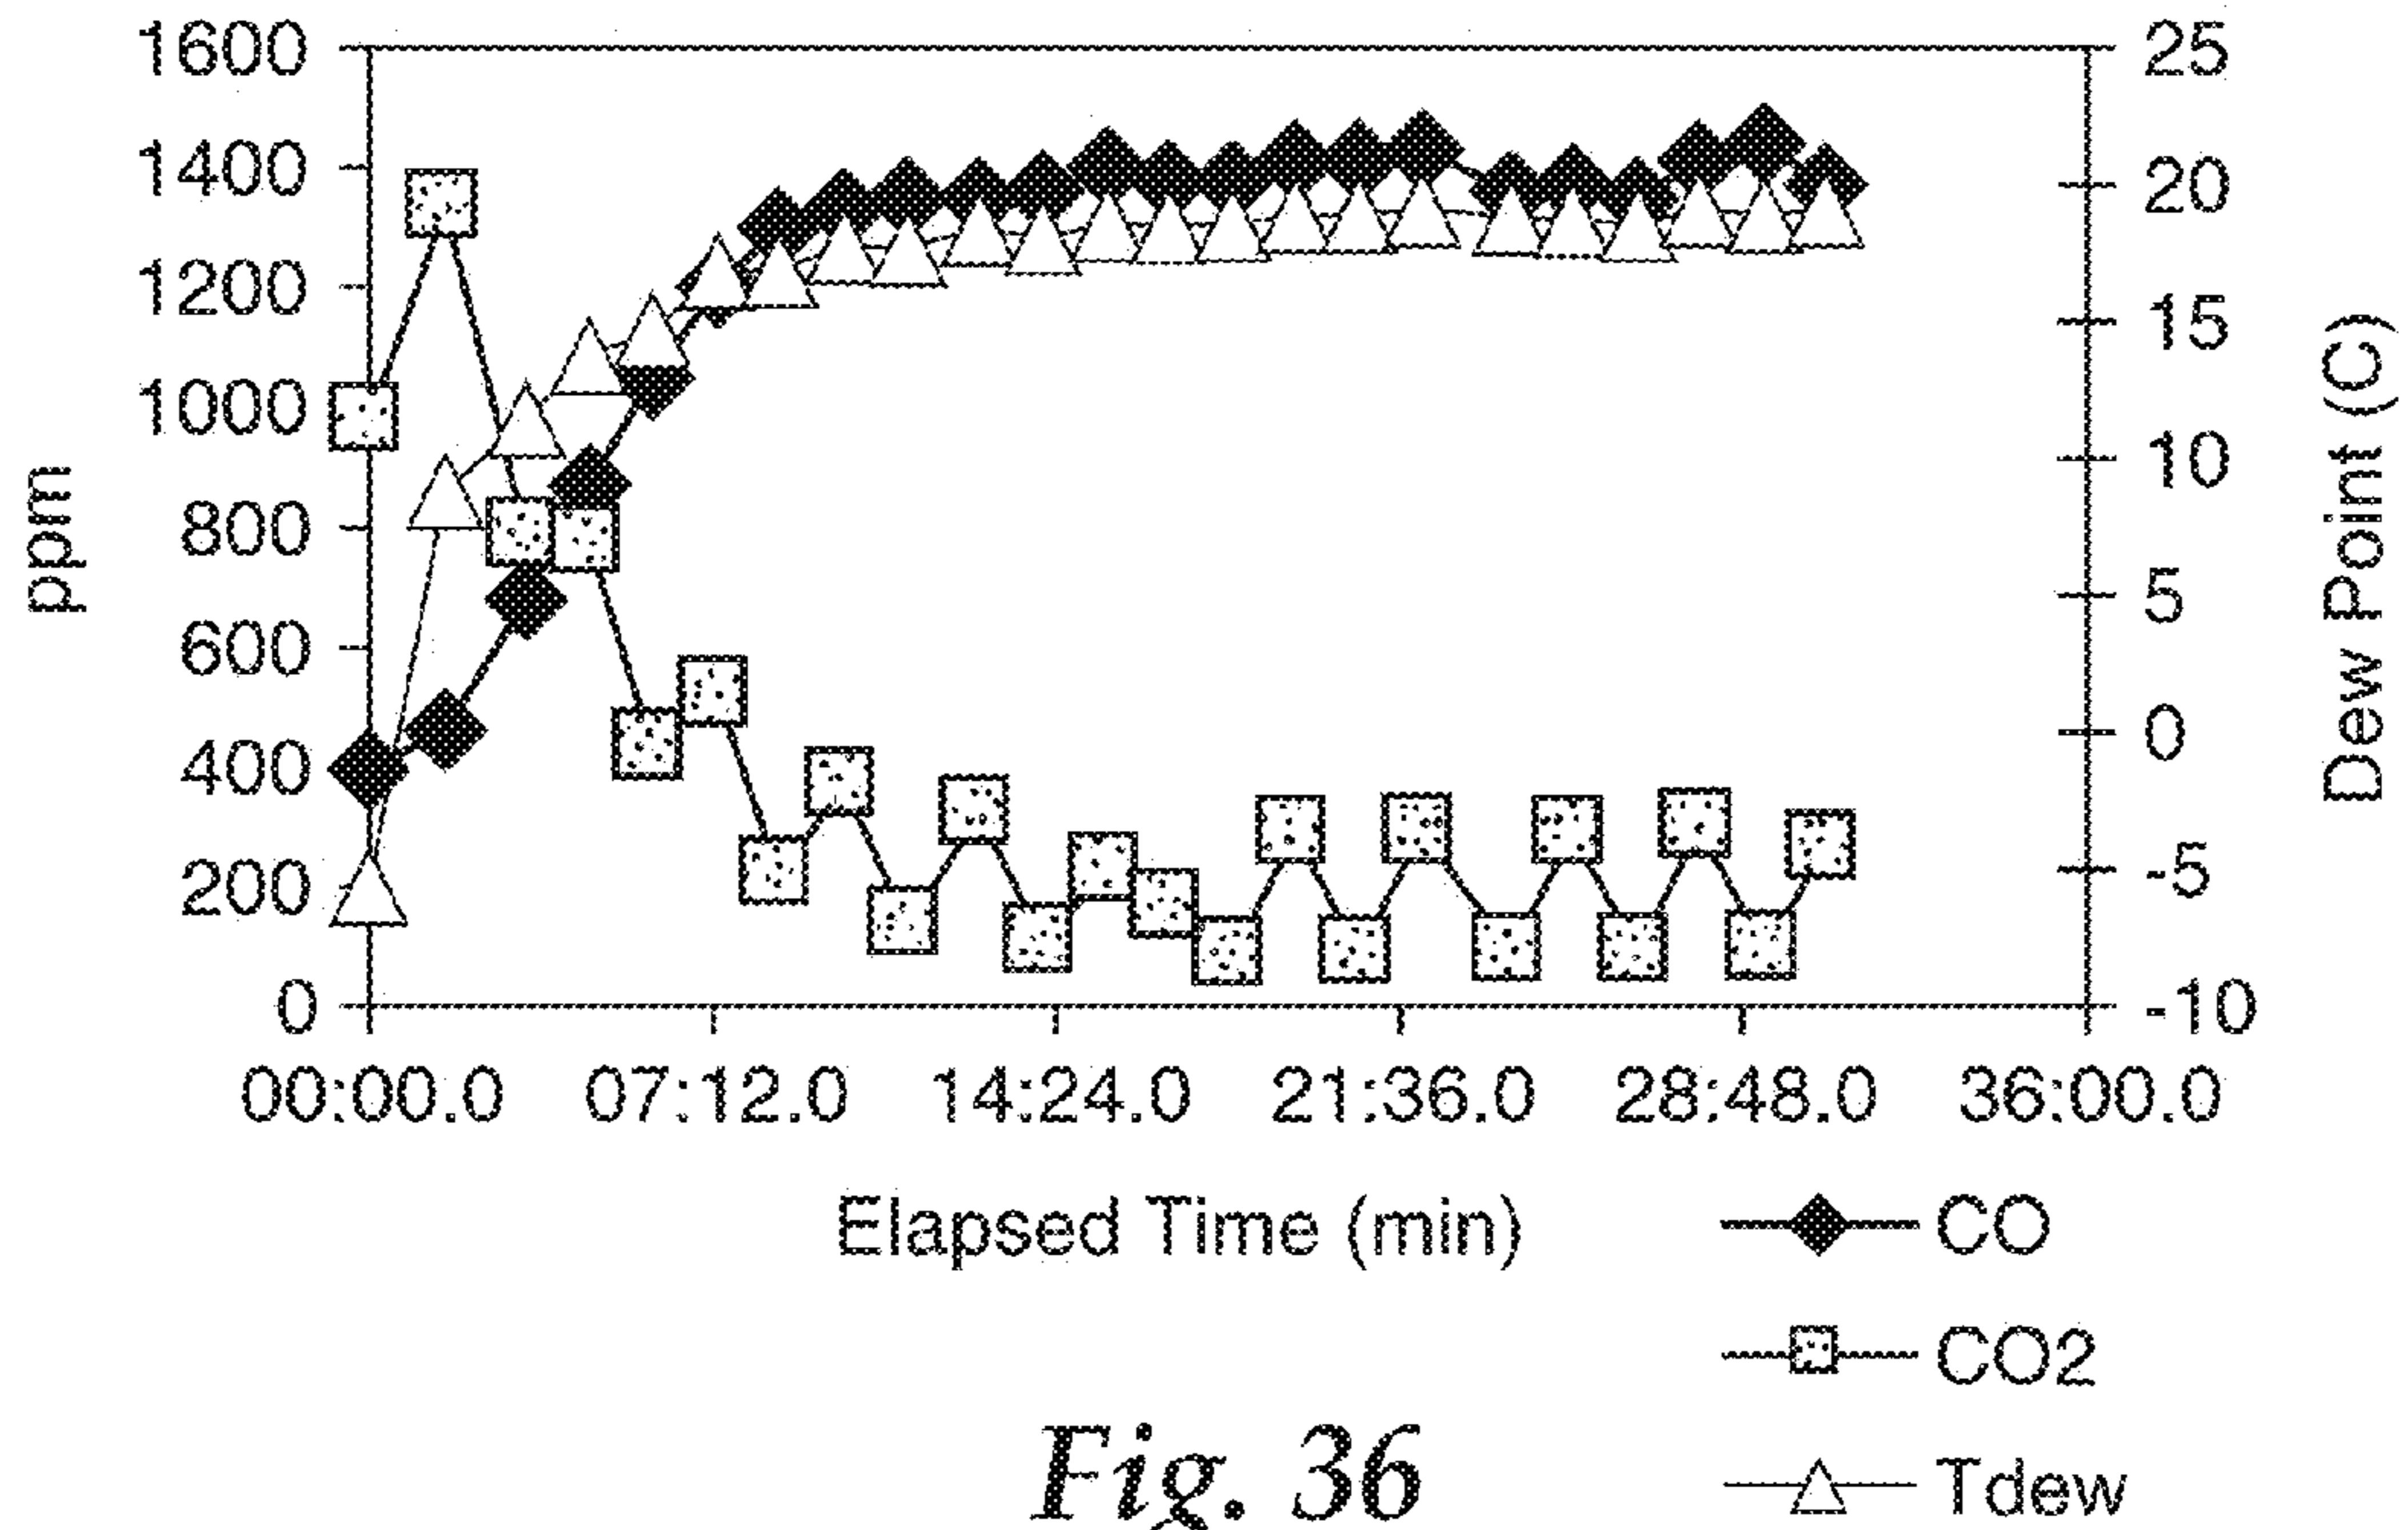 1600
1400
1200
1000
800
600
400
200
0
ppm
25
20
15
10
5
0
-5
-10
Dew Point (C)
00:00.0 07:12.0 14:24.0 21:36.0 28:48.0 36:00.0
Elapsed Time (min)
CO
CO2
Tdew
Fig. 36